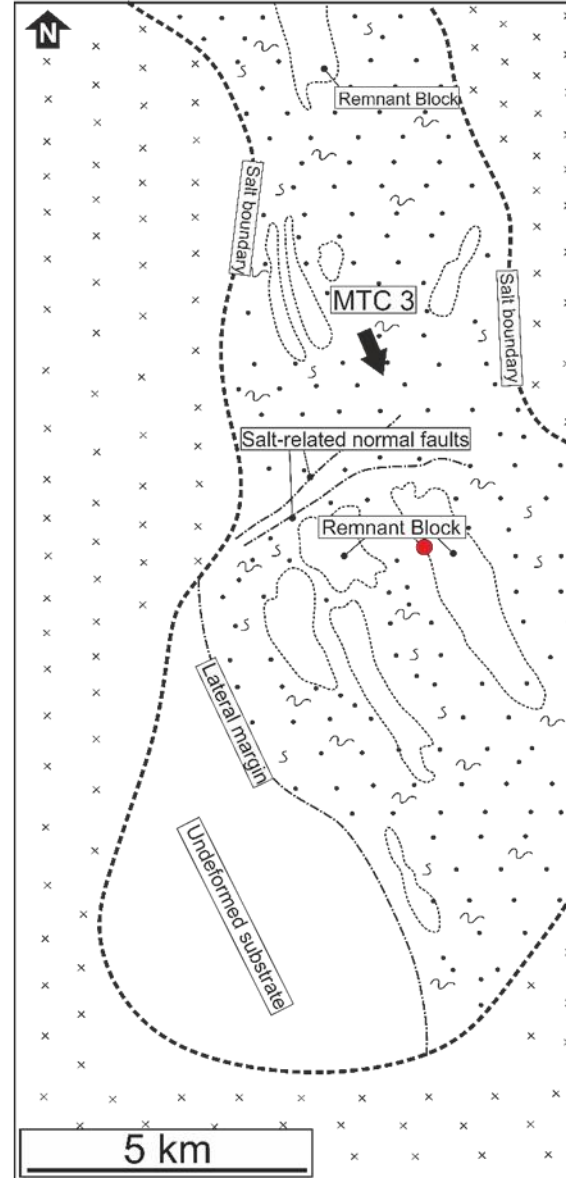 N
Remnant Block
Salt boundary
MTC 3
Salt boundary
Salt-related normal faults
Remnant Block
Lateral margin
Undeformed substrate
5 km